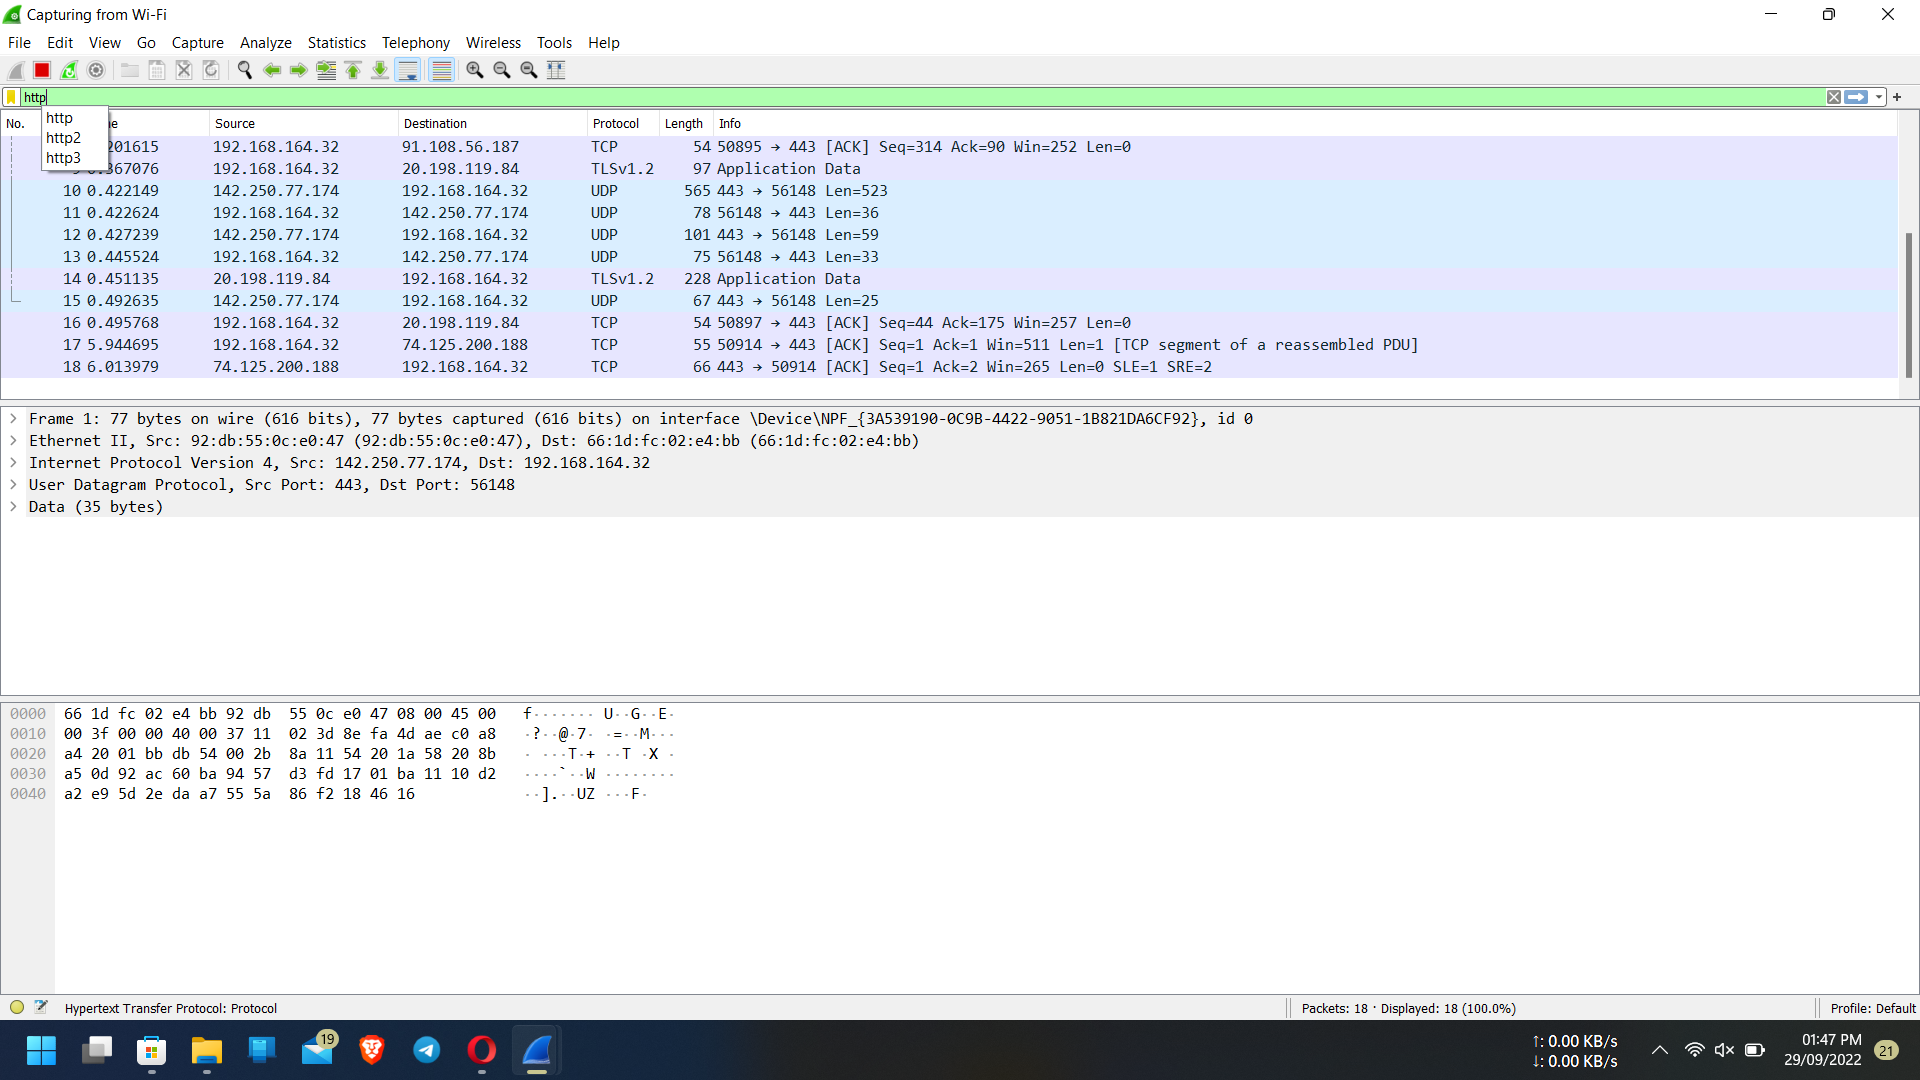 Capturing from Wi-Fi
File Edit View Go Capture Analyze Statistics Telephony Wireless Tools Help
http
http
http2
http3
No. Source Destination Protocol Length Info
201615 192.168.164.32 91.108.56.187 TCP 54 50895 → 443 [ACK] Seq=314 Ack=90 Win=252 Len=0
367076 192.168.164.32 20.198.119.84 TLSv1.2 97 Application Data
10 0.422149 142.250.77.174 192.168.164.32 UDP 565 443 → 56148 Len=523
11 0.422624 192.168.164.32 142.250.77.174 UDP 78 56148 → 443 Len=36
12 0.427239 142.250.77.174 192.168.164.32 UDP 101 443 → 56148 Len=59
13 0.445524 192.168.164.32 142.250.77.174 UDP 75 56148 → 443 Len=33
14 0.451135 20.198.119.84 192.168.164.32 TLSv1.2 228 Application Data
15 0.492635 142.250.77.174 192.168.164.32 UDP 67 443 → 56148 Len=25
16 0.495768 192.168.164.32 20.198.119.84 TCP 54 50897 → 443 [ACK] Seq=44 Ack=175 Win=257 Len=0
17 5.944695 192.168.164.32 74.125.200.188 TCP 55 50914 → 443 [ACK] Seq=1 Ack=1 Win=511 Len=1 [TCP segment of a reassembled PDU]
18 6.013979 74.125.200.188 192.168.164.32 TCP 66 443 → 50914 [ACK] Seq=1 Ack=2 Win=265 Len=0 SLE=1 SRE=2
Frame 1: 77 bytes on wire (616 bits), 77 bytes captured (616 bits) on interface \Device\NPF_{3A539190-0C9B-4422-9051-1B821DA6CF92}, id 0
Ethernet II, Src: 92:db:55:0c:e0:47 (92:db:55:0c:e0:47), Dst: 66:1d:fc:02:e4:bb (66:1d:fc:02:e4:bb)
Internet Protocol Version 4, Src: 142.250.77.174, Dst: 192.168.164.32
User Datagram Protocol, Src Port: 443, Dst Port: 56148
Data (35 bytes)
0000 66 1d fc 02 e4 bb 92 db 55 0c e0 47 08 00 45 00 f······· U··G··E·
0010 00 3f 00 00 40 00 37 11 02 3d 8e fa 4d ae c0 a8 ·?··@·7· ·=··M···
0020 a4 20 01 bb db 54 00 2b 8a 11 54 20 1a 58 20 8b · ···T·+ ··T ·X ·
0030 a5 0d 92 ac 60 ba 94 57 d3 fd 17 01 ba 11 10 d2 ····`··W ········
0040 a2 e9 5d 2e da a7 55 5a 86 f2 18 46 16 ··].··UZ ···F·
Hypertext Transfer Protocol: Protocol Packets: 18 · Displayed: 18 (100.0%) Profile: Default
19
↑: 0.00 KB/s
↓: 0.00 KB/s
01:47 PM
29/09/2022
21